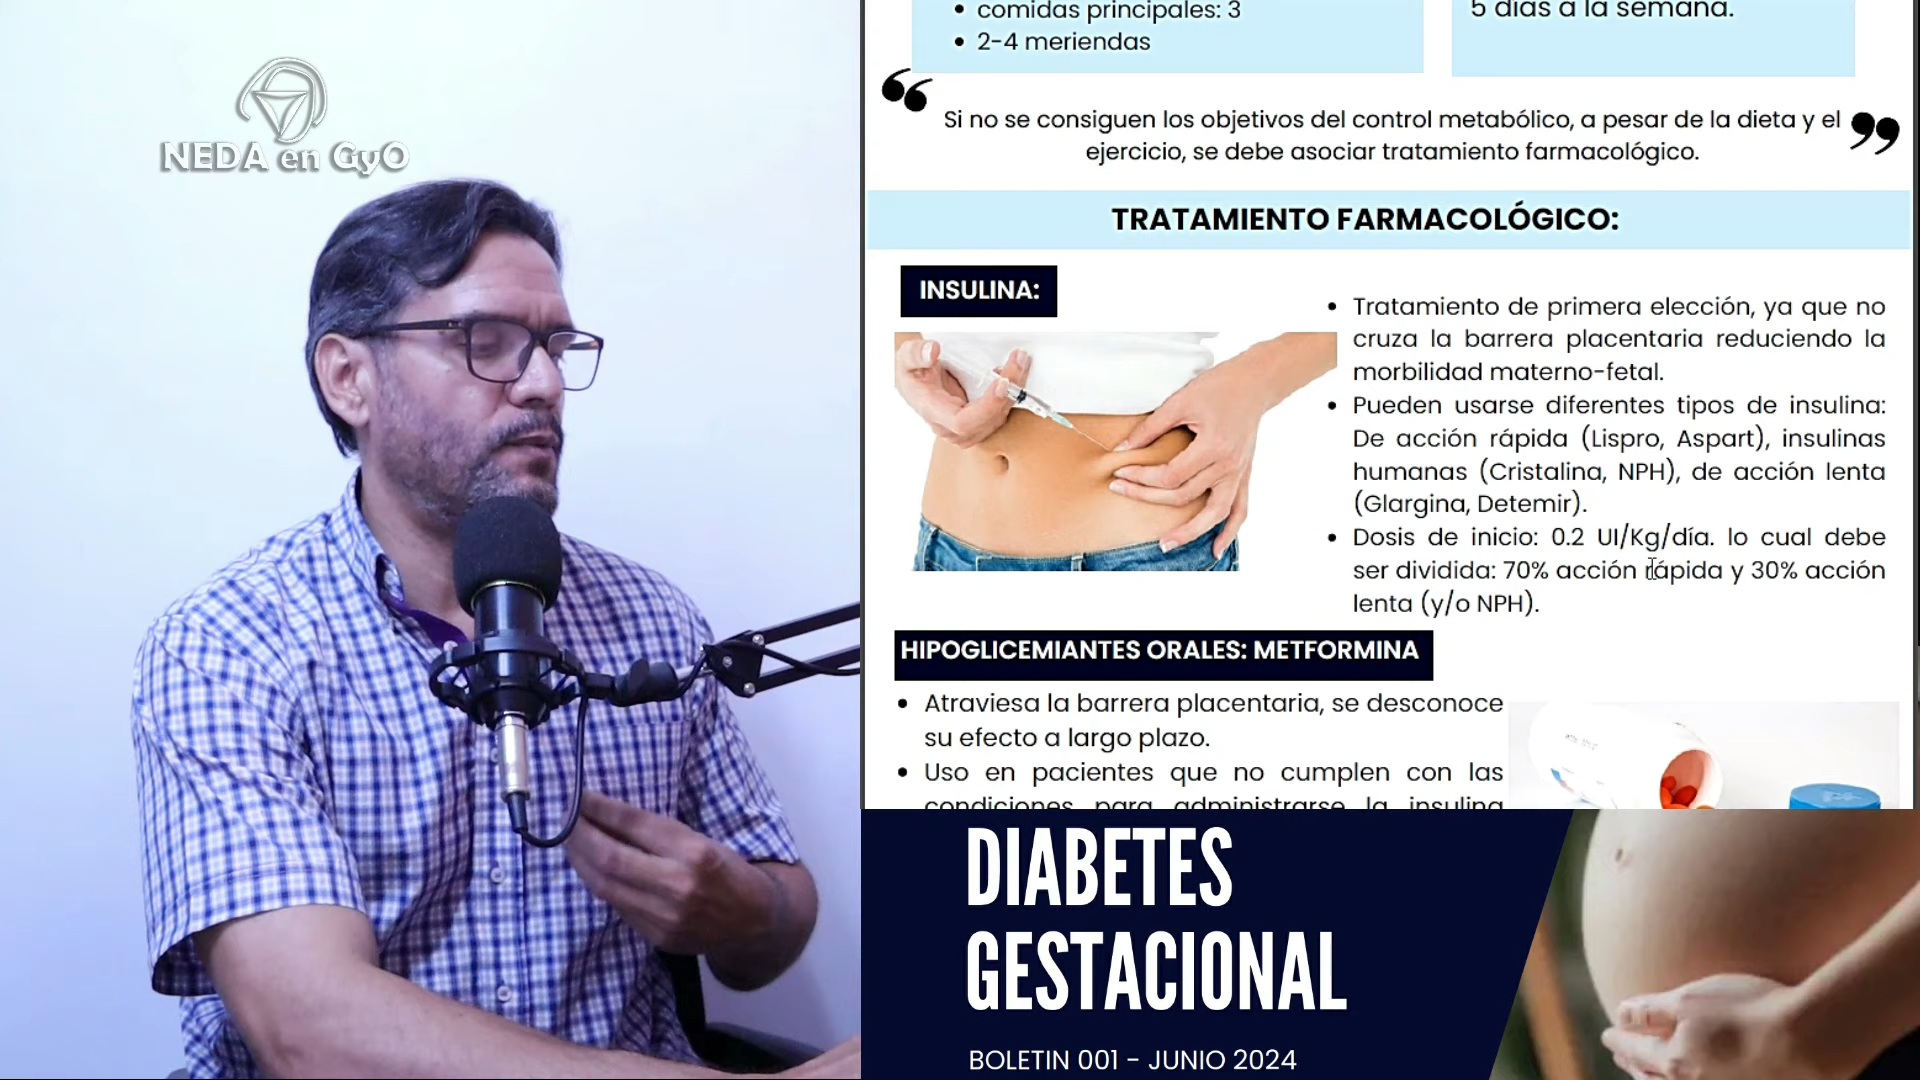 NEDA en GyO
comidas principales: 3
2-4 meriendas
5 días a la semana.
Si no se consiguen los objetivos del control metabólico, a pesar de la dieta y el
ejercicio, se debe asociar tratamiento farmacológico.
TRATAMIENTO FARMACOLÓGICO:
INSULINA:
Tratamiento de primera elección, ya que no
cruza la barrera placentaria reduciendo la
morbilidad materno-fetal.
Pueden usarse diferentes tipos de insulina:
De acción rápida (Lispro, Aspart), insulinas
humanas (Cristalina, NPH), de acción lenta
(Glargina, Detemir).
Dosis de inicio: 0.2 UI/Kg/día. lo cual debe
ser dividida: 70% acción rápida y 30% acción
lenta (y/o NPH).
HIPOGLICEMIANTES ORALES: METFORMINA
Atraviesa la barrera placentaria, se desconoce
su efecto a largo plazo.
Uso en pacientes que no cumplen con las
condiciones para administrarse la insulina
DIABETES
GESTACIONAL
BOLETIN 001 - JUNIO 2024